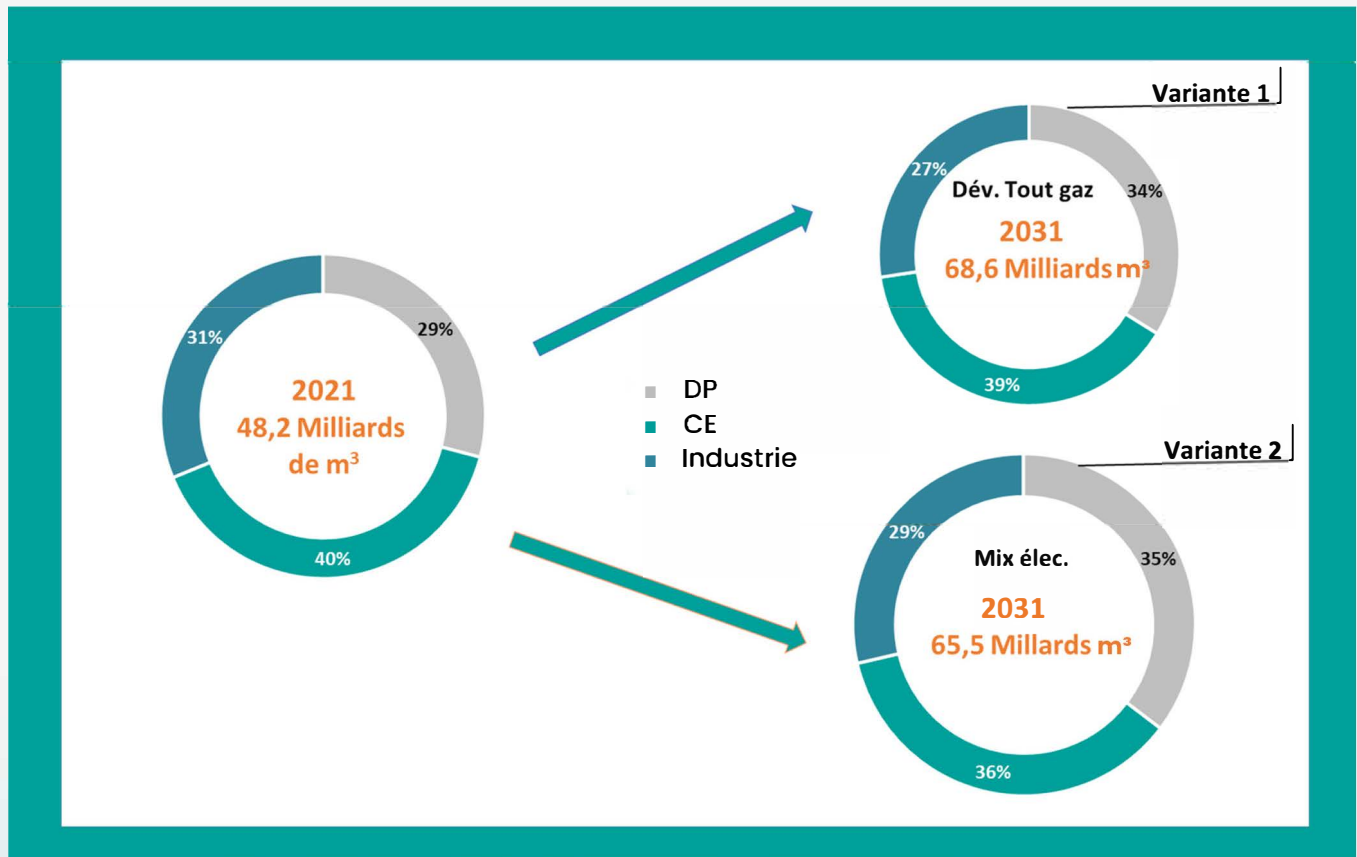 31%
29%
2021
48,2 Milliards
de m³
40%
DP
CE
Industrie
Variante 1
27%
34%
Dév. Tout gaz
2031
68,6 Milliards m³
39%
Variante 2
29%
35%
Mix élec.
2031
65,5 Millards m³
36%